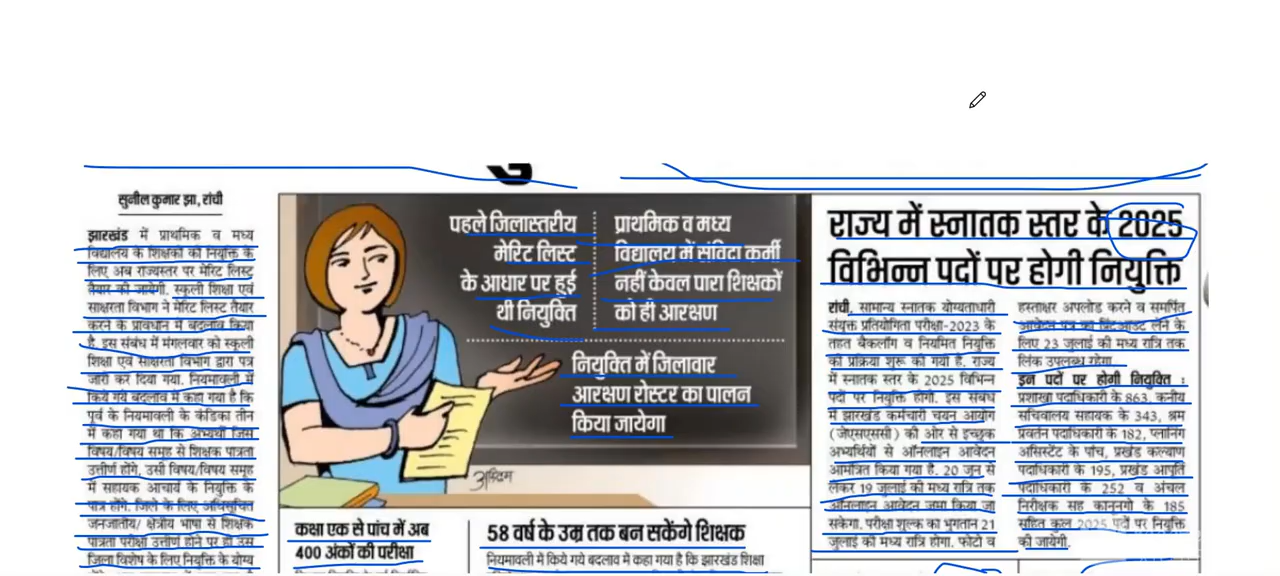 सुनील कुमार झा, रांची
झारखंड में प्राथमिक व मध्य
विद्यालय के शिक्षकों की नियुक्ति के
लिए अब राज्यस्तर पर मेरिट लिस्ट
तैयार की जायेगी. स्कूली शिक्षा एवं
साक्षरता विभाग ने मेरिट लिस्ट तैयार
करने के प्रावधान में बदलाव किया
है. इस संबंध में मंगलवार को स्कूली
शिक्षा एवं साक्षरता विभाग द्वारा पत्र
जारी कर दिया गया. नियमावली में
किये गये बदलाव में कहा गया है कि
पूर्व के नियमावली के कंडिका तीन
में कहा गया था कि अभ्यर्थी जिस
विषय/विषय समूह से शिक्षक पात्रता
उत्तीर्ण होंगे, उसी विषय/विषय समूह
में सहायक आचार्य के नियुक्ति के
पात्र होंगे. जिले के लिए अधिसूचित
जनजातीय/ क्षेत्रीय भाषा से शिक्षक
पात्रता परीक्षा उत्तीर्ण होने पर ही उस
जिला विशेष के लिए नियुक्ति के योग्य
पहले जिलास्तरीय
मेरिट लिस्ट
के आधार पर हुई
थी नियुक्ति
प्राथमिक व मध्य
विद्यालय में संविदा कर्मी
नहीं केवल पारा शिक्षकों
को ही आरक्षण
नियुक्ति में जिलावार
आरक्षण रोस्टर का पालन
किया जायेगा
कक्षा एक से पांच में अब
400 अंकों की परीक्षा
58 वर्ष के उम्र तक बन सकेंगे शिक्षक
नियमावली में किये गये बदलाव में कहा गया है कि झारखंड शिक्षा
राज्य में स्नातक स्तर के 2025
विभिन्न पदों पर होगी नियुक्ति
रांची. सामान्य स्नातक योग्यताधारी
संयुक्त प्रतियोगिता परीक्षा-2023 के
तहत बैकलॉग व नियमित नियुक्ति
की प्रक्रिया शुरू की गयी है. राज्य
में स्नातक स्तर के 2025 विभिन्न
पदों पर नियुक्ति होगी. इस संबंध
में झारखंड कर्मचारी चयन आयोग
(जेएसएससी) की ओर से इच्छुक
अभ्यर्थियों से ऑनलाइन आवेदन
आमंत्रित किया गया है. 20 जून से
लेकर 19 जुलाई की मध्य रात्रि तक
ऑनलाइन आवेदन जमा किया जा
सकेगा. परीक्षा शुल्क का भुगतान 21
जुलाई की मध्य रात्रि होगा. फोटो व
हस्ताक्षर अपलोड करने व समर्पित
आवेदन पत्र का प्रिंटआउट लेने के
लिए 23 जुलाई की मध्य रात्रि तक
लिंक उपलब्ध रहेगा.
इन पदों पर होगी नियुक्ति :
प्रशाखा पदाधिकारी के 863, कनीय
सचिवालय सहायक के 343, श्रम
प्रवर्तन पदाधिकारी के 182, प्लानिंग
असिस्टेंट के पांच, प्रखंड कल्याण
पदाधिकारी के 195, प्रखंड आपूर्ति
पदाधिकारी के 252 व अंचल
निरीक्षक सह कानूनगो के 185
सहित कुल 2025 पदों पर नियुक्ति
की जायेगी.